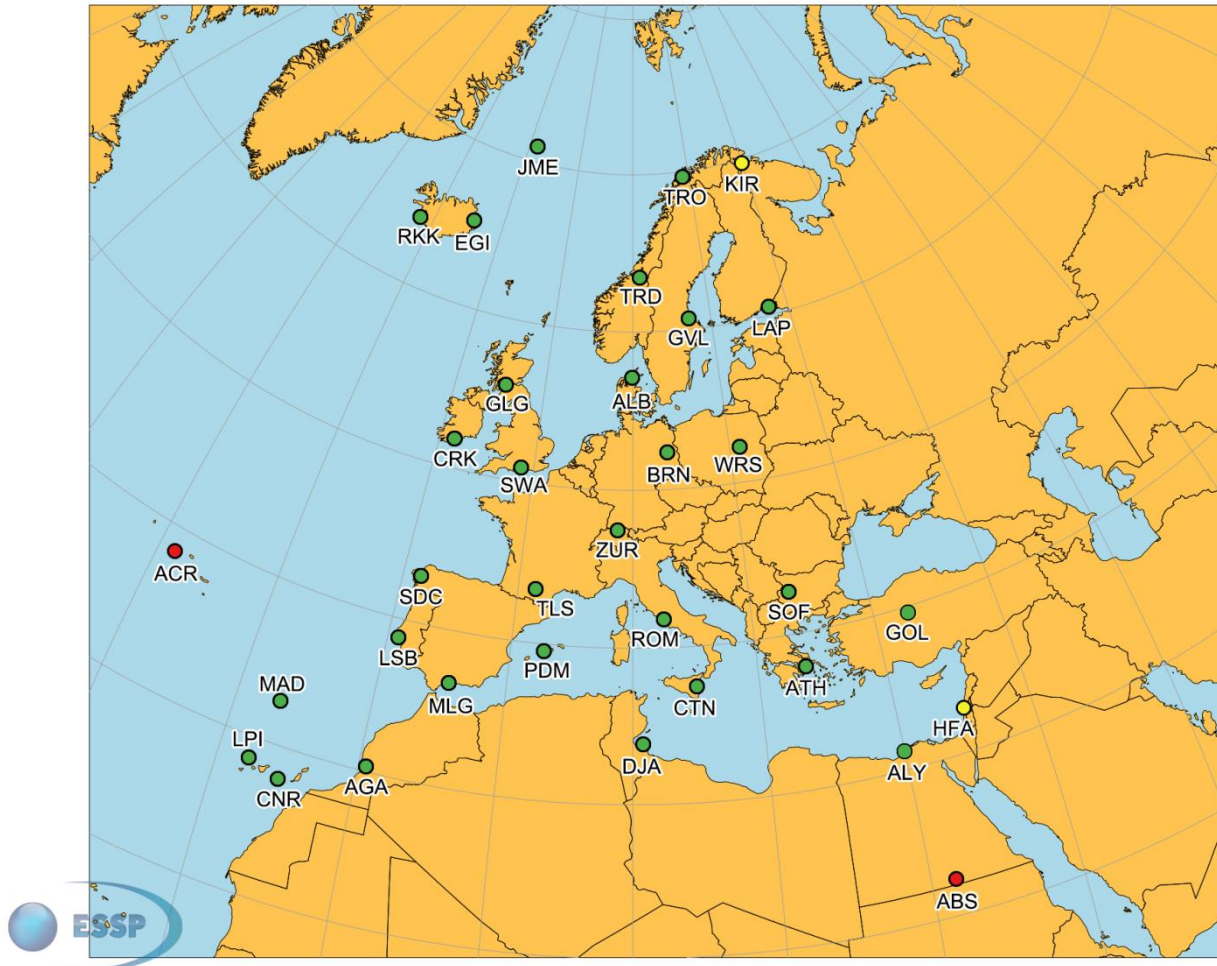 JME
TRO
KIR
RKK
EGI
TRD
GVL
LAP
GLG
ALB
CRK
SWA
BRN
WRS
ZUR
ACR
SDC
TLS
SOF
GOL
LSB
PDM
ROM
ATH
MAD
MLG
CTN
HFA
LPI
CNR
AGA
DJA
ALY
ABS
ESSP